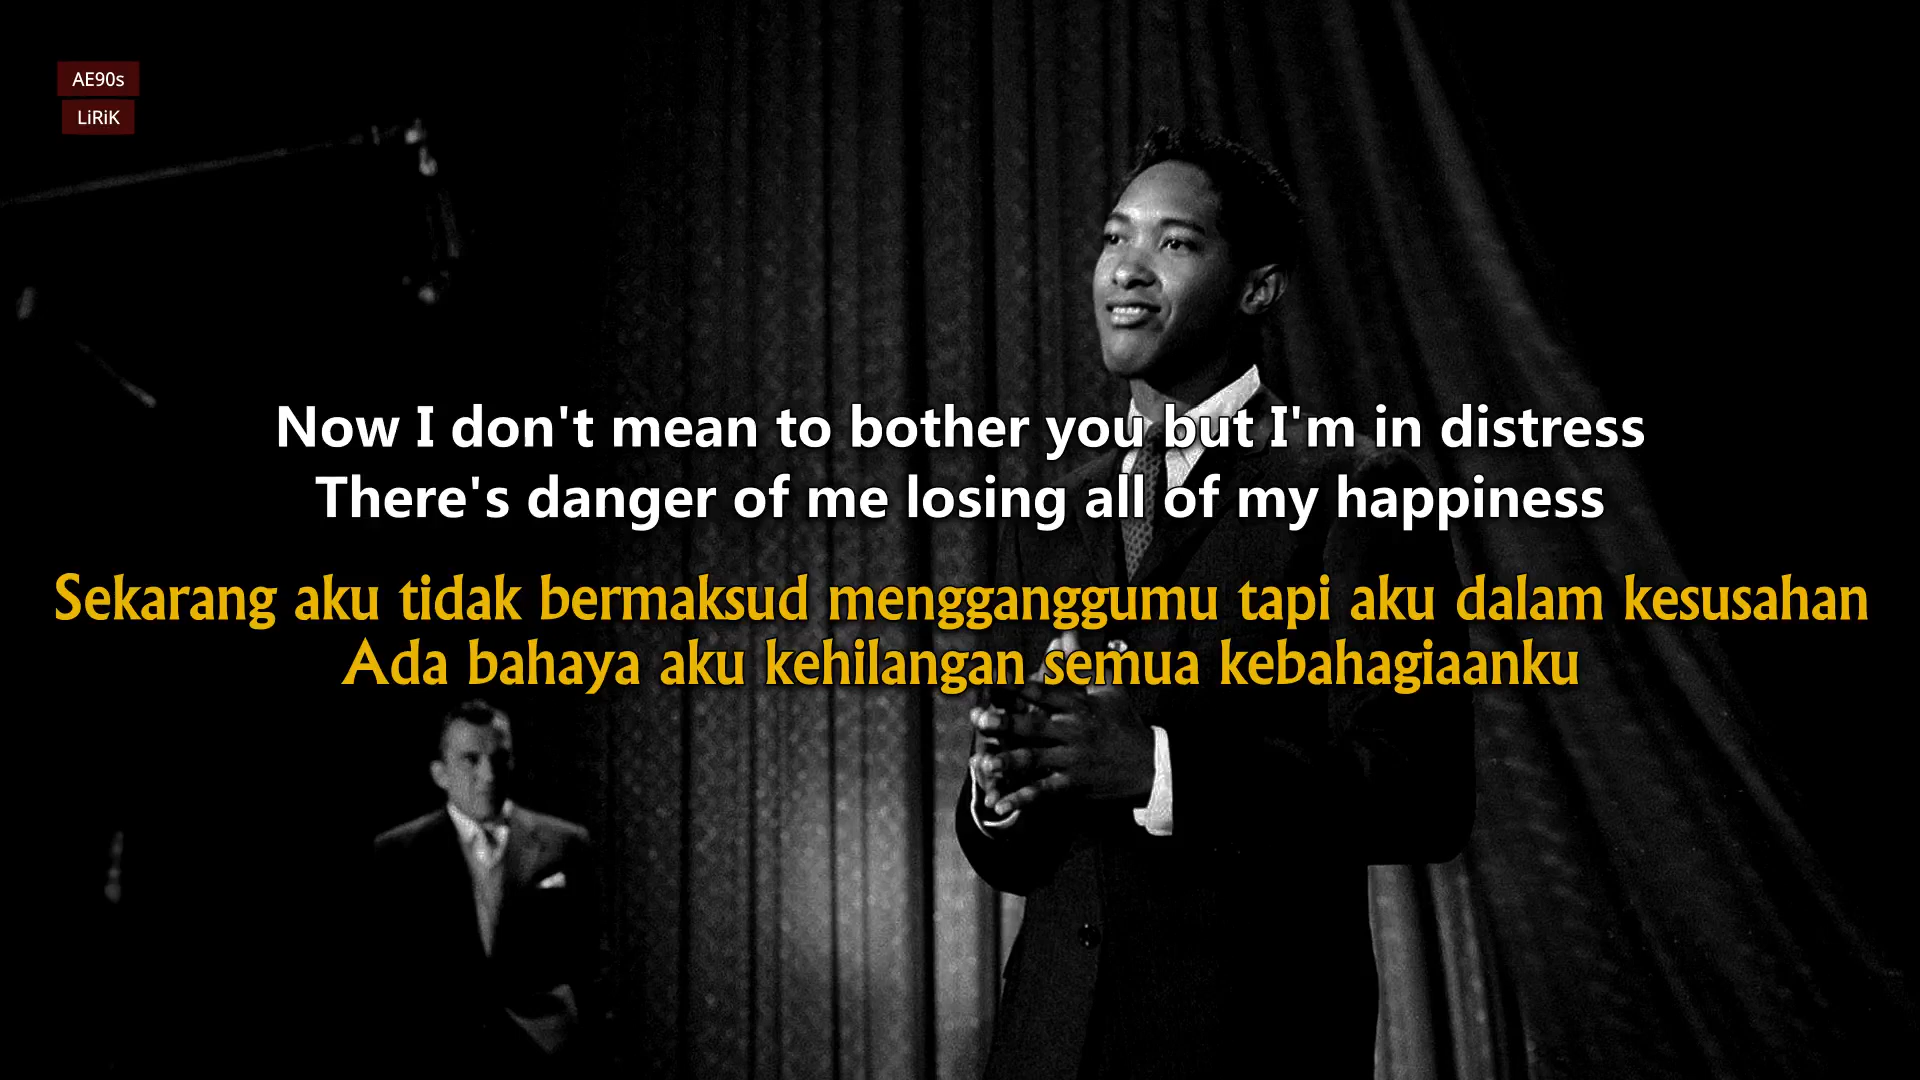 AE90s
LiRiK
Now I don't mean to bother you but I'm in distress
There's danger of me losing all of my happiness
Sekarang aku tidak bermaksud mengganggumu tapi aku dalam kesusahan
Ada bahaya aku kehilangan semua kebahagiaanku